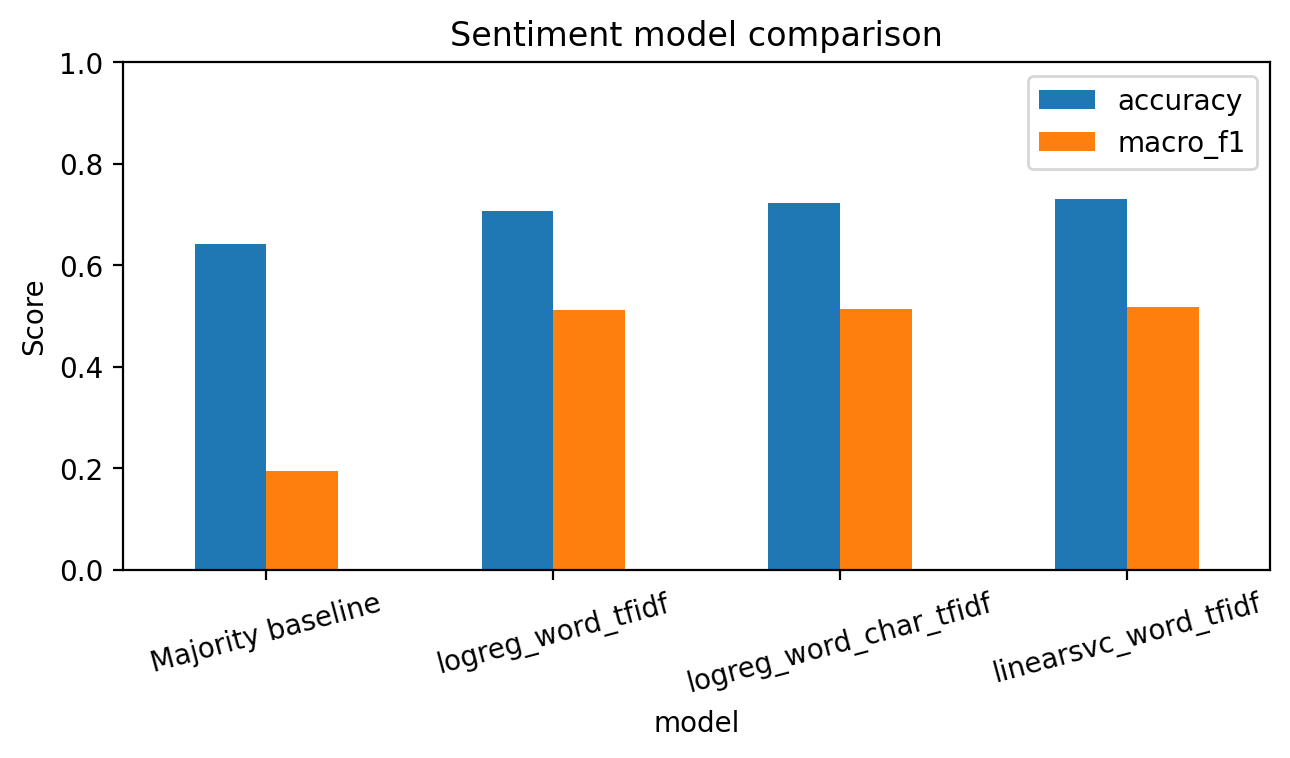 Sentiment model comparison
1.0
0.8
0.6
0.4
0.2
0.0
Score
accuracy
macro_f1
Majority baseline
logreg_word_tfidf
logreg_word_char_tfidf
linearsvc_word_tfidf
model